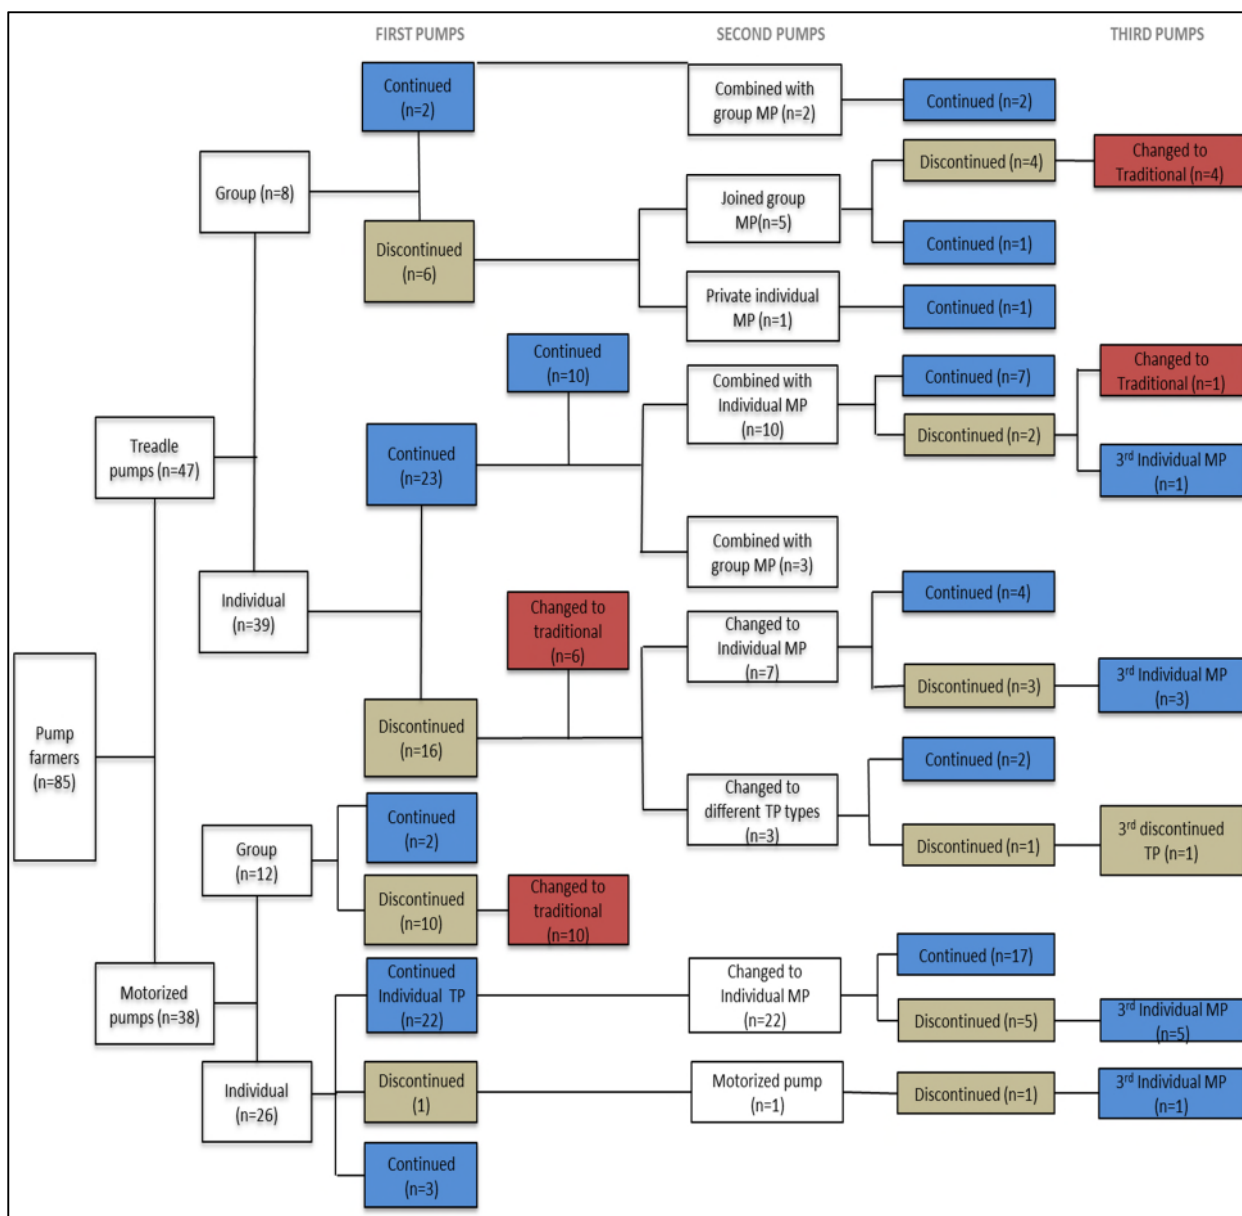 FIRST PUMPS
SECOND PUMPS
THIRD PUMPS
Continued
(n=2)
Combined with
group MP (n=2)
Continued (n=2)
Discontinued (n=4)
Changed to
Traditional (n=4)
Group (n=8)
Joined group
MP(n=5)
Continued (n=1)
Discontinued
(n=6)
Private individual
MP (n=1)
Continued (n=1)
Continued
(n=10)
Combined with
Individual MP
(n=10)
Continued (n=7)
Changed to
Traditional (n=1)
Discontinued (n=2)
3rd Individual MP
(n=1)
Treadle
pumps (n=47)
Continued
(n=23)
Combined with
group MP (n=3)
Individual
(n=39)
Changed to
traditional
(n=6)
Changed to
Individual MP
(n=7)
Continued (n=4)
Discontinued (n=3)
3rd Individual MP
(n=3)
Pump
farmers
(n=85)
Discontinued
(n=16)
Changed to
different TP types
(n=3)
Continued (n=2)
Discontinued (n=1)
3rd discontinued
TP (n=1)
Group
(n=12)
Continued
(n=2)
Discontinued
(n=10)
Changed to
traditional
(n=10)
Motorized
pumps (n=38)
Continued
Individual TP
(n=22)
Changed to
Individual MP
(n=22)
Continued (n=17)
Discontinued (n=5)
3rd Individual MP
(n=5)
Individual
(n=26)
Discontinued
(1)
Motorized pump
(n=1)
Discontinued (n=1)
3rd Individual MP
(n=1)
Continued
(n=3)